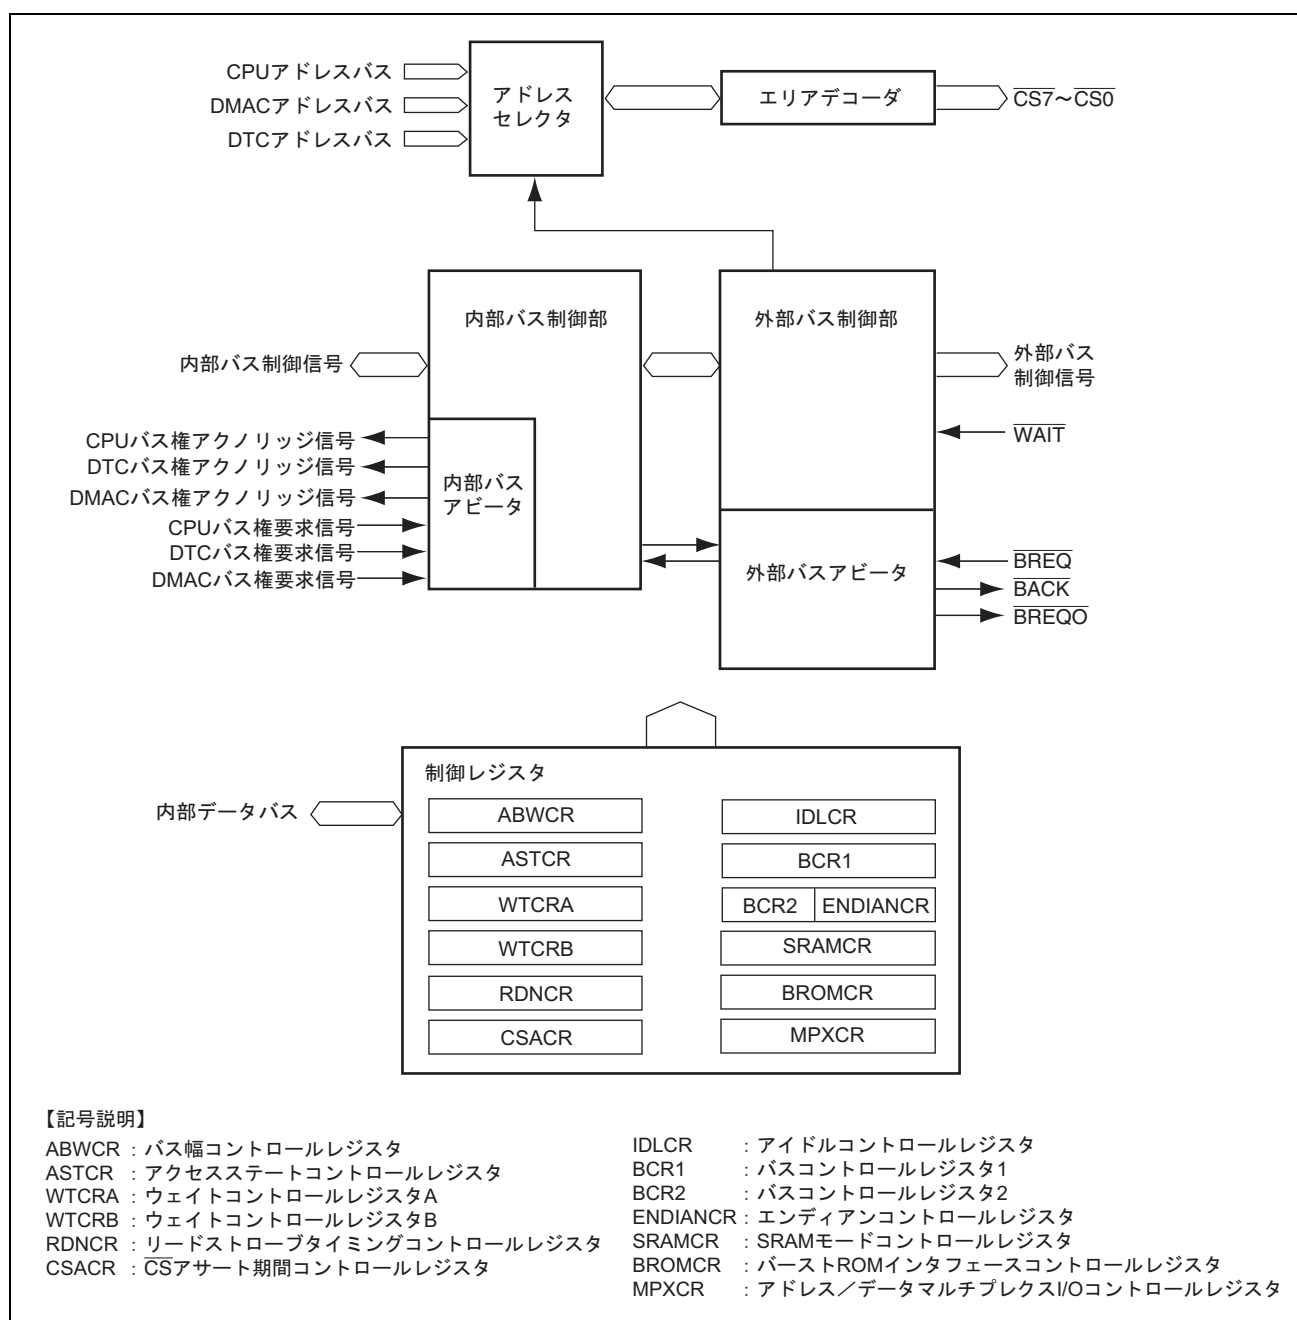 CPUアドレスバス
DMACアドレスバス
DTCアドレスバス
アドレス
セレクタ
エリアデコーダ
C̅S̅7̅～C̅S̅0̅
内部バス制御部
外部バス制御部
内部バス制御信号
外部バス
制御信号
CPUバス権アクノリッジ信号
DTCバス権アクノリッジ信号
DMACバス権アクノリッジ信号
CPUバス権要求信号
DTCバス権要求信号
DMACバス権要求信号
内部バス
アビータ
W̅A̅I̅T̅
外部バスアビータ
B̅R̅E̅Q̅
B̅A̅C̅K̅
B̅R̅E̅Q̅O̅
制御レジスタ
内部データバス
ABWCR
ASTCR
WTCRA
WTCRB
RDNCR
CSACR
IDLCR
BCR1
BCR2 ENDIANCR
SRAMCR
BROMCR
MPXCR
【記号説明】
ABWCR : バス幅コントロールレジスタ
ASTCR : アクセスステートコントロールレジスタ
WTCRA : ウェイトコントロールレジスタA
WTCRB : ウェイトコントロールレジスタB
RDNCR : リードストローブタイミングコントロールレジスタ
CSACR : C̅S̅アサート期間コントロールレジスタ
IDLCR : アイドルコントロールレジスタ
BCR1 : バスコントロールレジスタ1
BCR2 : バスコントロールレジスタ2
ENDIANCR : エンディアンコントロールレジスタ
SRAMCR : SRAMモードコントロールレジスタ
BROMCR : バーストROMインタフェースコントロールレジスタ
MPXCR : アドレス／データマルチプレクスI/Oコントロールレジスタ